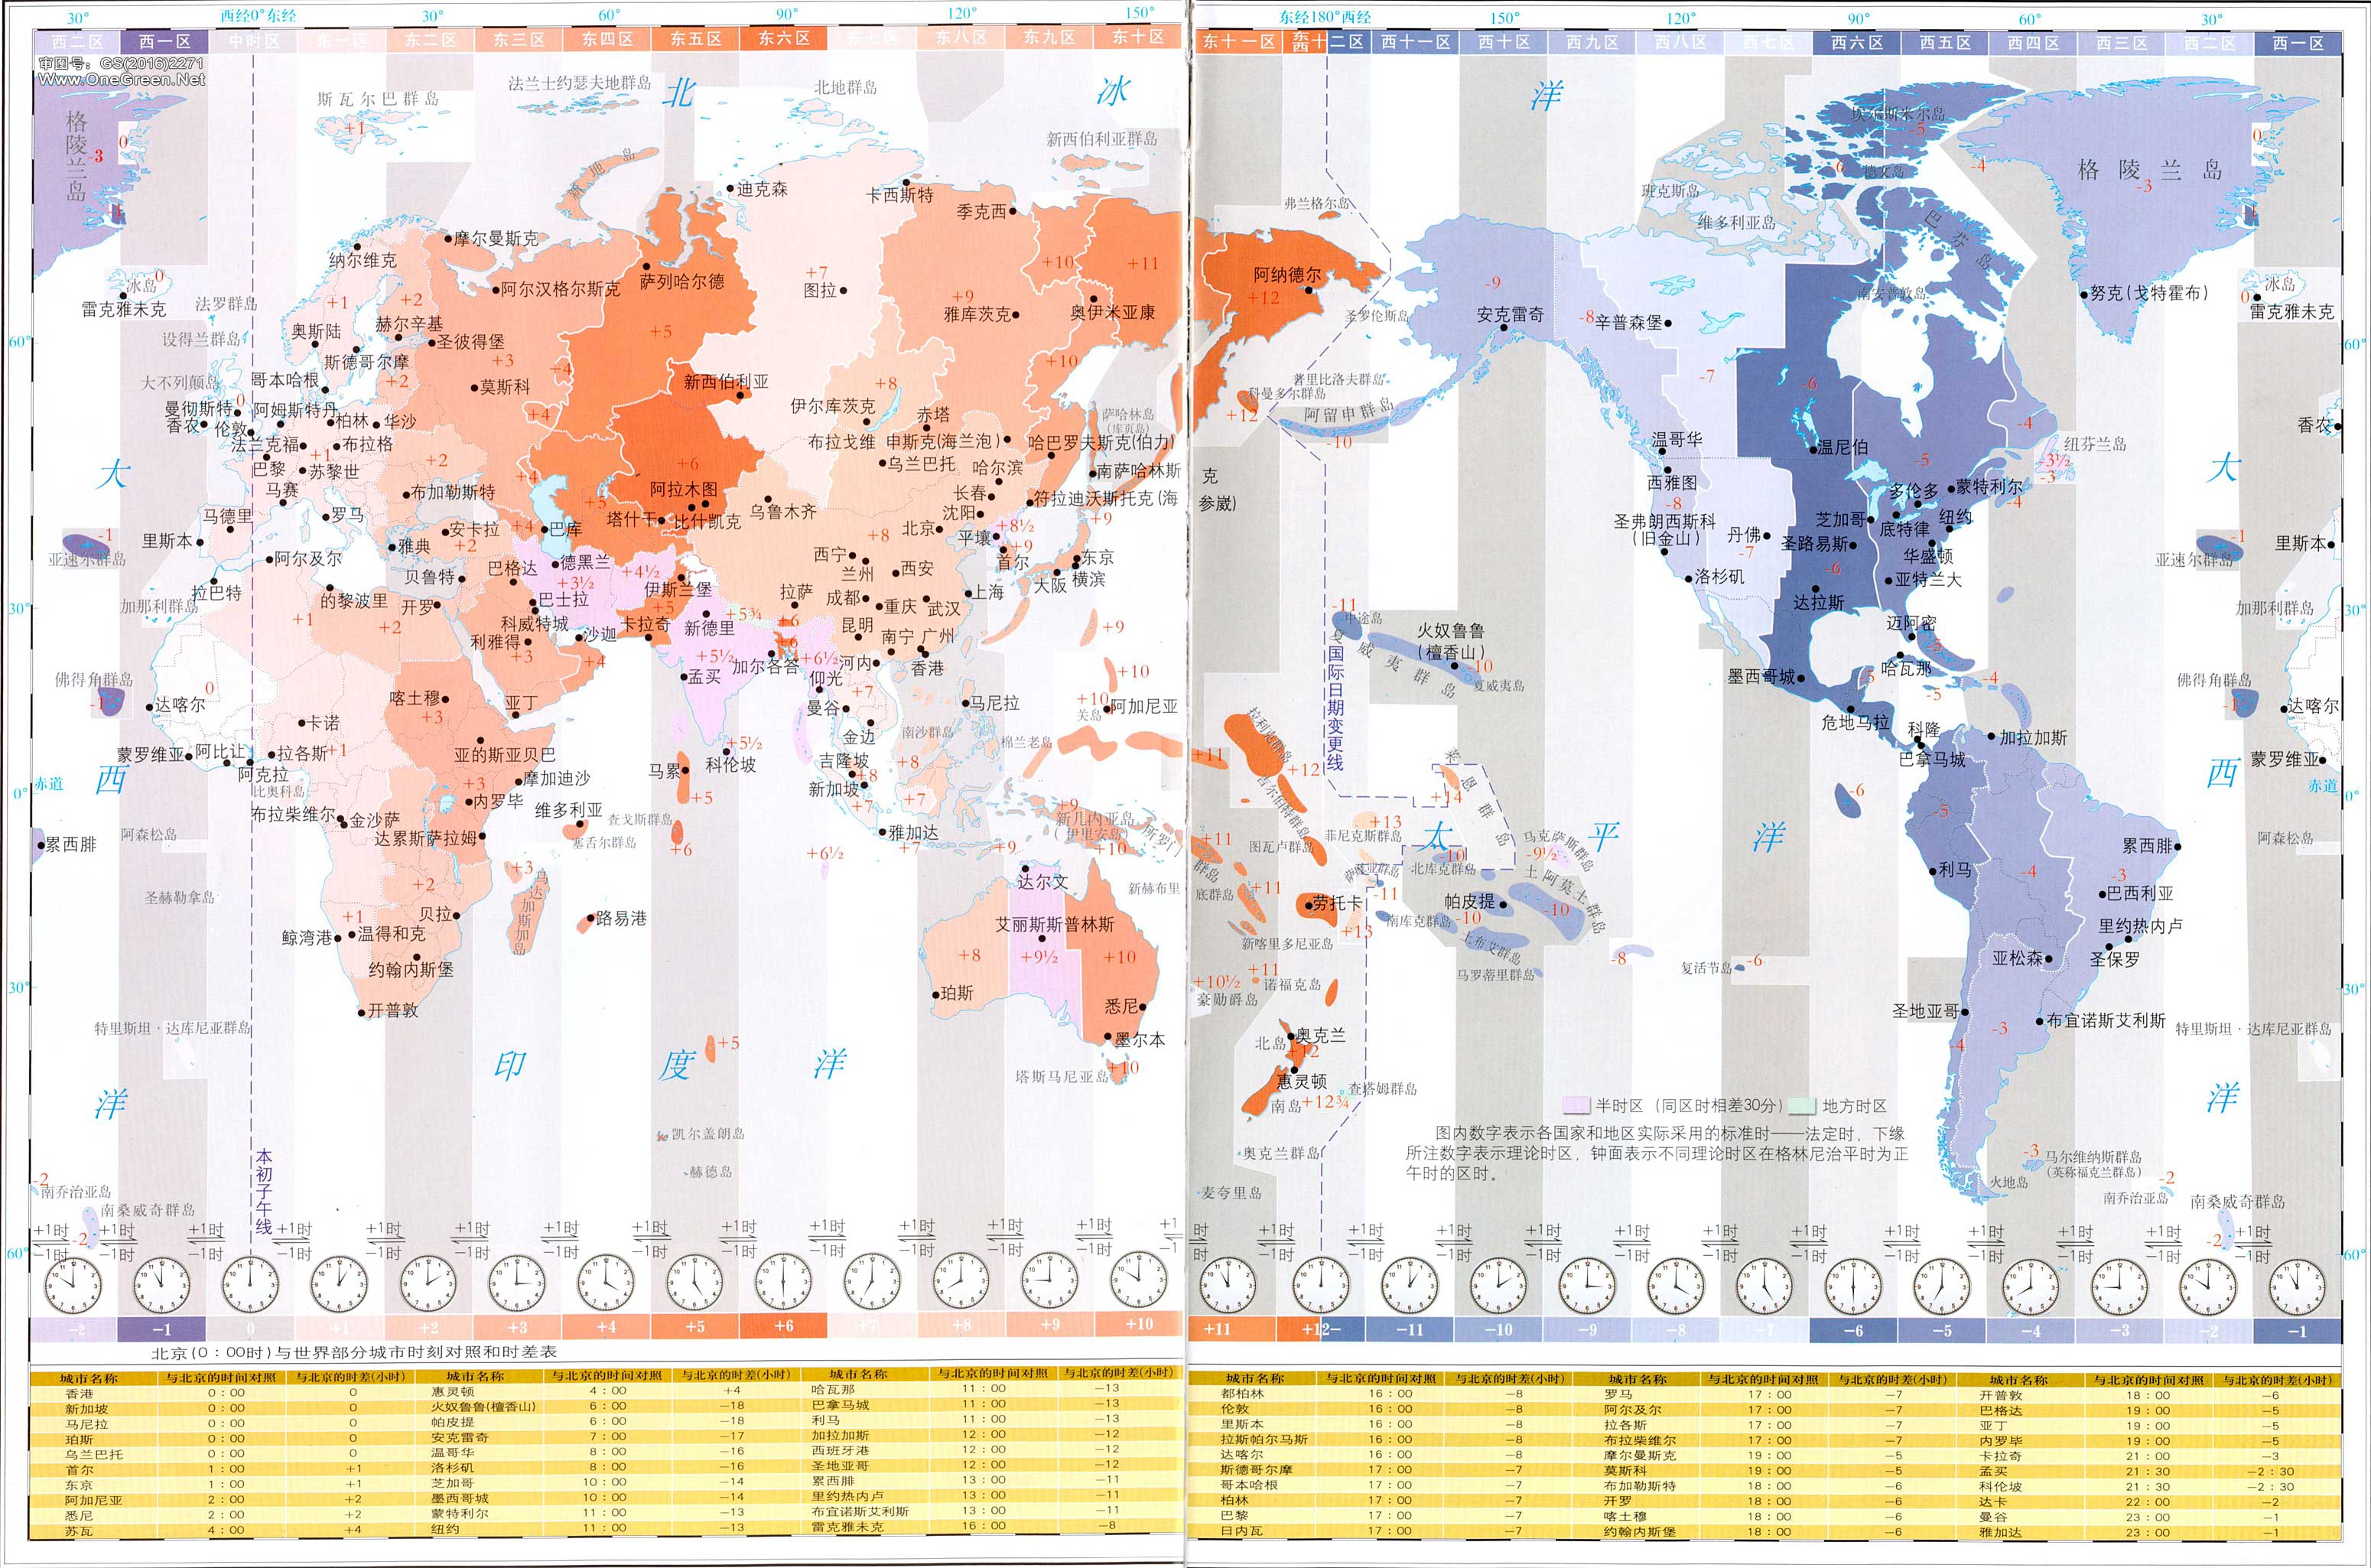 30° 西经0°东经 30° 60° 90° 120° 150° 东经180°西经 150° 120° 90° 60° 30°
西二区 西一区 中时区 东一区 东二区 东三区 东四区 东五区 东六区 东七区 东八区 东九区 东十区 东十一区 东西十二区 西十一区 西十区 西九区 西八区 西七区 西六区 西五区 西四区 西三区 西二区 西一区
审图号：GS(2016)2271
Www.OneGreen.Net
北 冰 洋
大 西 洋
印 度 洋
太 平 洋
大 西 洋
格陵兰岛
斯瓦尔巴群岛
法兰士约瑟夫地群岛
北地群岛
新西伯利亚群岛
新地岛
弗兰格尔岛
埃尔斯米尔岛
德文岛
班克斯岛
维多利亚岛
巴芬岛
格陵兰岛
迪克森
卡西斯特
季克西
摩尔曼斯克
纳尔维克
冰岛
雷克雅未克
法罗群岛
设得兰群岛
阿尔汉格尔斯克
萨列哈尔德
图拉
雅库茨克
奥伊米亚康
阿纳德尔
圣罗伦斯岛
安克雷奇
辛普森堡
南安普敦岛
努克(戈特霍布)
冰岛
雷克雅未克
奥斯陆
赫尔辛基
圣彼得堡
斯德哥尔摩
大不列颠岛
哥本哈根
莫斯科
新西伯利亚
曼彻斯特
阿姆斯特丹
香农
伦敦
柏林
华沙
伊尔库茨克
赤塔
萨哈林岛
(库页岛)
科曼多尔群岛
普里比洛夫群岛
阿留申群岛
法兰克福
布拉格
巴黎
苏黎世
布拉戈维
申斯克(海兰泡)
哈巴罗夫斯克(伯力)
乌兰巴托
哈尔滨
南萨哈林斯
克
马赛
布加勒斯特
阿拉木图
长春
符拉迪沃斯托克(海
参崴)
马德里
罗马
乌鲁木齐
沈阳
塔什干
比什凯克
温哥华
西雅图
温尼伯
纽芬兰岛
多伦多
蒙特利尔
香农
里斯本
安卡拉
巴库
北京
平壤
亚速尔群岛
阿尔及尔
雅典
德黑兰
西宁
首尔
东京
圣弗朗西斯科
(旧金山)
丹佛
芝加哥
底特律
纽约
圣路易斯
华盛顿
亚速尔群岛
里斯本
拉巴特
贝鲁特
巴格达
兰州
西安
大阪
横滨
洛杉矶
亚特兰大
加那利群岛
的黎波里
开罗
巴士拉
伊斯兰堡
拉萨
成都
重庆
武汉
上海
达拉斯
科威特城
沙迦
卡拉奇
新德里
昆明
中途岛
迈阿密
加那利群岛
利雅得
加尔各答
南宁
广州
火奴鲁鲁
(檀香山)
夏威夷群岛
夏威夷岛
哈瓦那
佛得角群岛
孟买
仰光
河内
香港
墨西哥城
佛得角群岛
达喀尔
喀土穆
亚丁
曼谷
马尼拉
关岛
阿加尼亚
危地马拉
达喀尔
卡诺
金边
南沙群岛
棉兰老岛
国际日期变更线
科隆
加拉加斯
蒙罗维亚
阿比让
拉各斯
亚的斯亚贝巴
科伦坡
吉隆坡
巴拿马城
蒙罗维亚
阿克拉
摩加迪沙
马累
新加坡
拉利克群岛
莱恩群岛
赤道
0°
比奥科岛
内罗毕
维多利亚
查戈斯群岛
布拉柴维尔
金沙萨
新几内亚岛
(伊里安岛)
吉尔伯特群岛
赤道
累西腓
阿森松岛
达累斯萨拉姆
塞舌尔群岛
雅加达
图瓦卢群岛
菲尼克斯群岛
马克萨斯群岛
累西腓
阿森松岛
圣赫勒拿岛
马达加斯加岛
达尔文
新赫布里
底群岛
北库克群岛
土阿莫土群岛
利马
巴西利亚
贝拉
路易港
艾丽斯斯普林斯
劳托卡
南库克群岛
帕皮提
土布艾群岛
里约热内卢
鲸湾港
温得和克
新喀里多尼亚岛
马罗蒂里群岛
复活节岛
亚松森
圣保罗
约翰内斯堡
珀斯
豪勋爵岛
诺福克岛
开普敦
悉尼
圣地亚哥
布宜诺斯艾利斯
特里斯坦·达库尼亚群岛
墨尔本
北岛
奥克兰
特里斯坦·达库尼亚群岛
塔斯马尼亚岛
惠灵顿
南岛
查塔姆群岛
凯尔盖朗岛
赫德岛
奥克兰群岛
麦夸里岛
马尔维纳斯群岛
(英称福克兰群岛)
火地岛
南乔治亚岛
南桑威奇群岛
南乔治亚岛
南桑威奇群岛
本初子午线
半时区（同区时相差30分） 地方时区
图内数字表示各国家和地区实际采用的标准时——法定时，下缘
所注数字表示理论时区，钟面表示不同理论时区在格林尼治平时为正
午时的区时。
−2 −1 0 +1 +2 +3 +4 +5 +6 +7 +8 +9 +10 +11 +12− −11 −10 −9 −8 −7 −6 −5 −4 −3 −2 −1
北京(0：00时)与世界部分城市时刻对照和时差表
城市名称 与北京的时间对照 与北京的时差(小时) 城市名称 与北京的时间对照 与北京的时差(小时) 城市名称 与北京的时间对照 与北京的时差(小时) 城市名称 与北京的时间对照 与北京的时差(小时) 城市名称 与北京的时间对照 与北京的时差(小时) 城市名称 与北京的时间对照 与北京的时差(小时)
香港 0：00 0 惠灵顿 4：00 +4 哈瓦那 11：00 −13 都柏林 16：00 −8 罗马 17：00 −7 开普敦 18：00 −6
新加坡 0：00 0 火奴鲁鲁(檀香山) 6：00 −18 巴拿马城 11：00 −13 伦敦 16：00 −8 阿尔及尔 17：00 −7 巴格达 19：00 −5
马尼拉 0：00 0 帕皮提 6：00 −18 利马 11：00 −13 里斯本 16：00 −8 拉各斯 17：00 −7 亚丁 19：00 −5
珀斯 0：00 0 安克雷奇 7：00 −17 加拉加斯 12：00 −12 拉斯帕尔马斯 16：00 −8 布拉柴维尔 17：00 −7 内罗毕 19：00 −5
乌兰巴托 0：00 0 温哥华 8：00 −16 西班牙港 12：00 −12 达喀尔 16：00 −8 摩尔曼斯克 19：00 −5 卡拉奇 21：00 −3
首尔 1：00 +1 洛杉矶 8：00 −16 圣地亚哥 12：00 −12 斯德哥尔摩 17：00 −7 莫斯科 19：00 −5 孟买 21：30 −2：30
东京 1：00 +1 芝加哥 10：00 −14 累西腓 13：00 −11 哥本哈根 17：00 −7 布加勒斯特 18：00 −6 科伦坡 21：30 −2：30
阿加尼亚 2：00 +2 墨西哥城 10：00 −14 里约热内卢 13：00 −11 柏林 17：00 −7 开罗 18：00 −6 达卡 22：00 −2
悉尼 2：00 +2 蒙特利尔 11：00 −13 布宜诺斯艾利斯 13：00 −11 巴黎 17：00 −7 喀土穆 18：00 −6 曼谷 23：00 −1
苏瓦 4：00 +4 纽约 11：00 −13 雷克雅未克 16：00 −8 日内瓦 17：00 −7 约翰内斯堡 18：00 −6 雅加达 23：00 −1